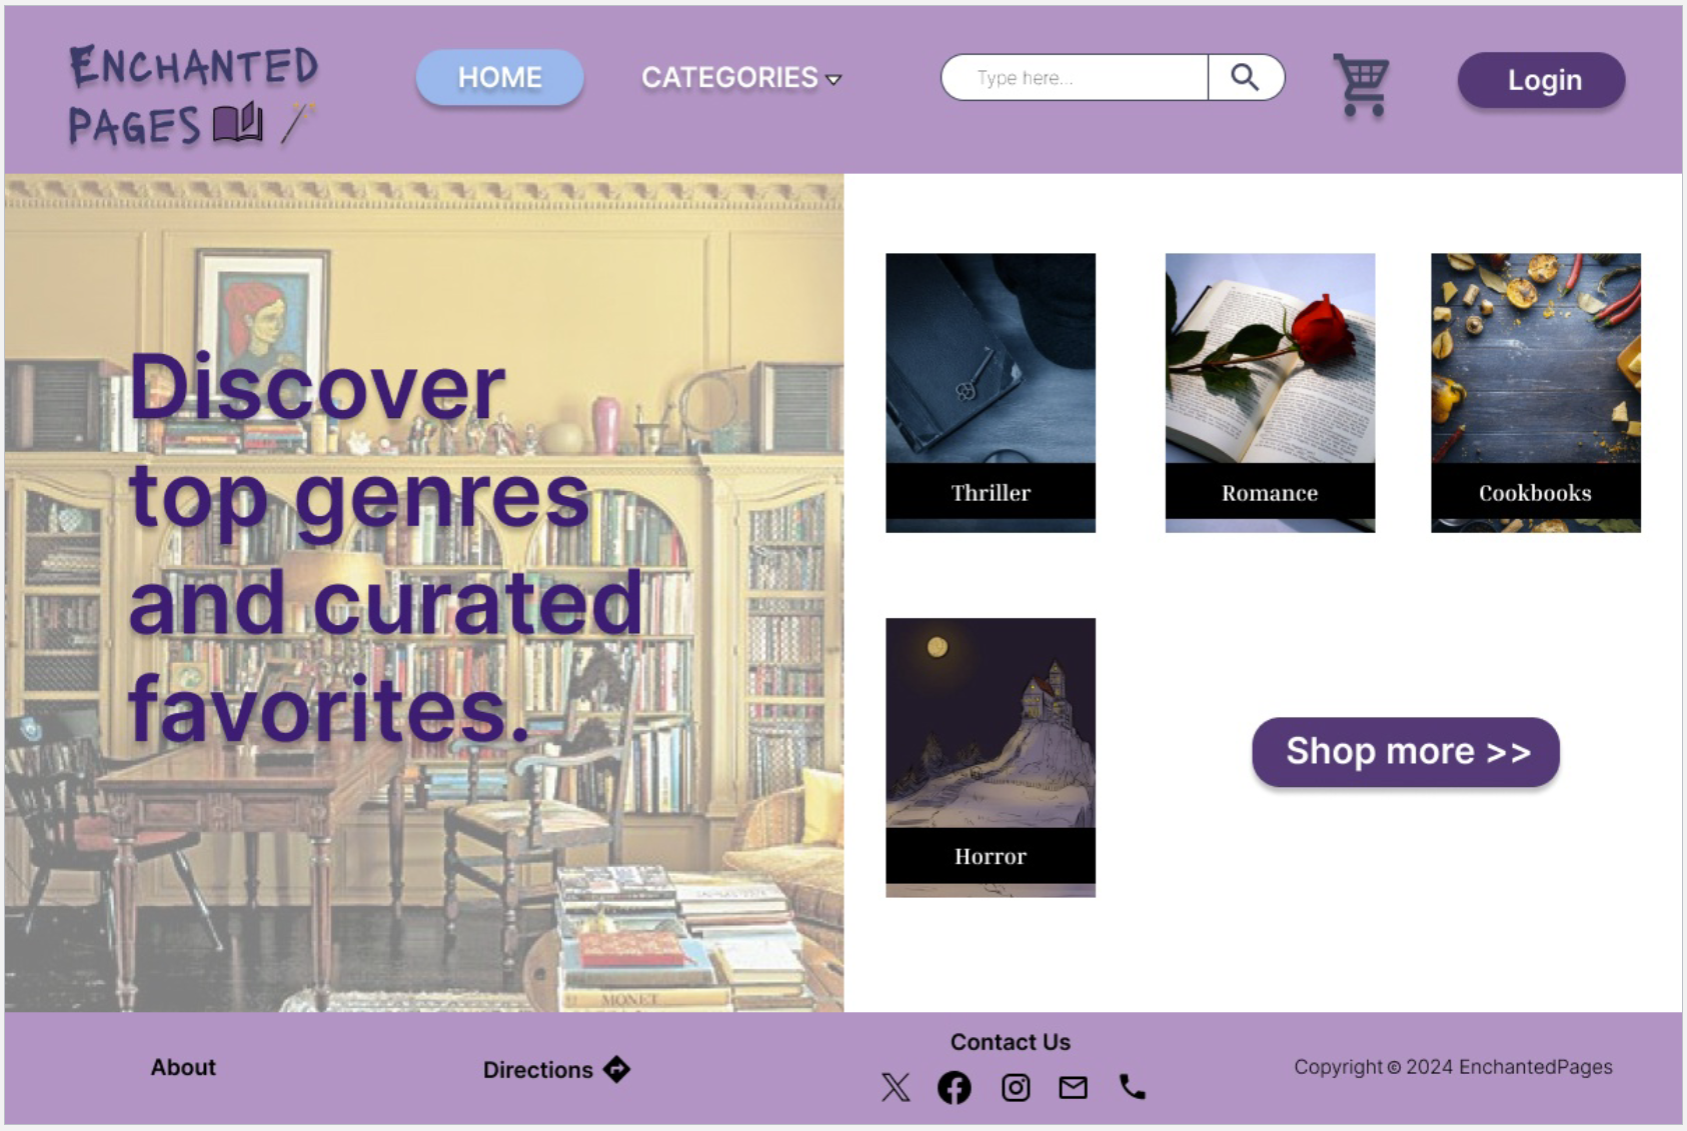 ENCHANTED
PAGES
HOME
CATEGORIES
Type here...
Login
Discover
top genres
and curated
favorites.
MONET
Thriller
Romance
Cookbooks
Horror
Shop more >>
About
Directions
Contact Us
Copyright © 2024 EnchantedPages